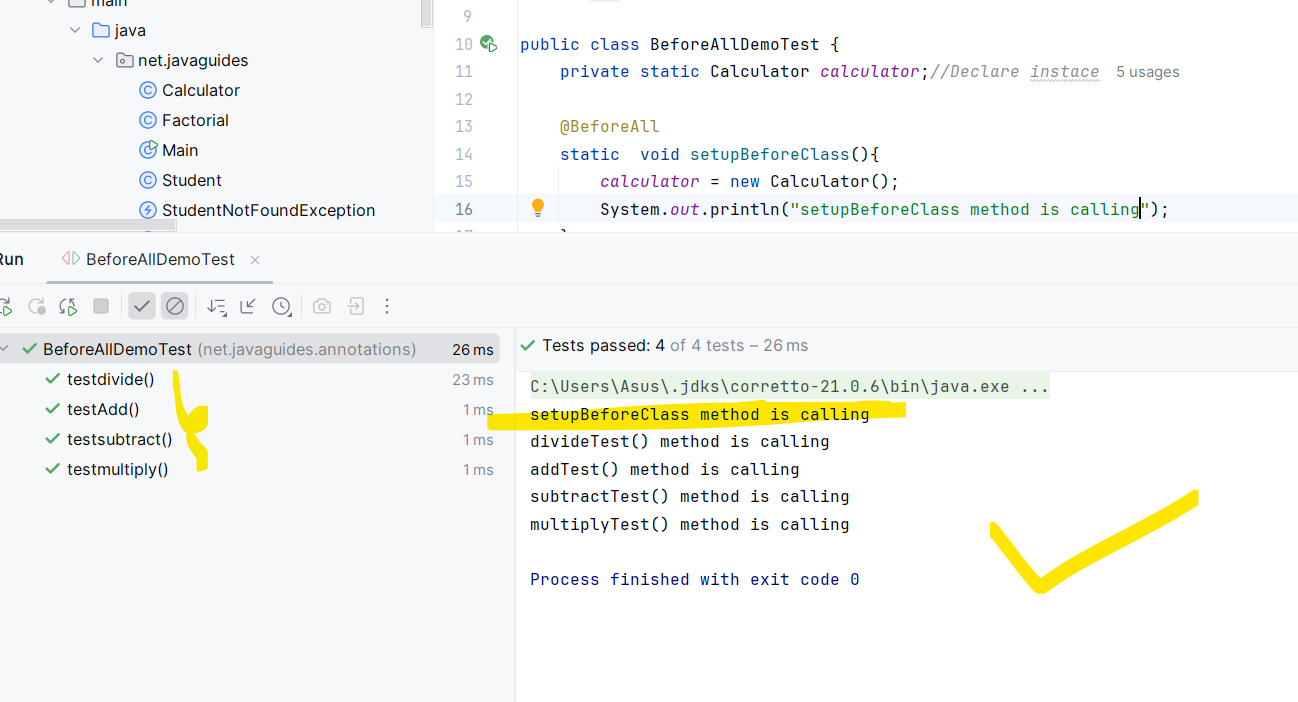 main
java
net.javaguides
Calculator
Factorial
Main
Student
StudentNotFoundException
9
10 public class BeforeAllDemoTest {
11 private static Calculator calculator;//Declare instace 5 usages
12
13 @BeforeAll
14 static void setupBeforeClass(){
15 calculator = new Calculator();
16 System.out.println("setupBeforeClass method is calling");
Run BeforeAllDemoTest
BeforeAllDemoTest (net.javaguides.annotations) 26 ms
testdivide() 23 ms
testAdd() 1 ms
testsubtract() 1 ms
testmultiply() 1 ms
Tests passed: 4 of 4 tests – 26 ms
C:\Users\Asus\.jdks\corretto-21.0.6\bin\java.exe ...
setupBeforeClass method is calling
divideTest() method is calling
addTest() method is calling
subtractTest() method is calling
multiplyTest() method is calling
Process finished with exit code 0